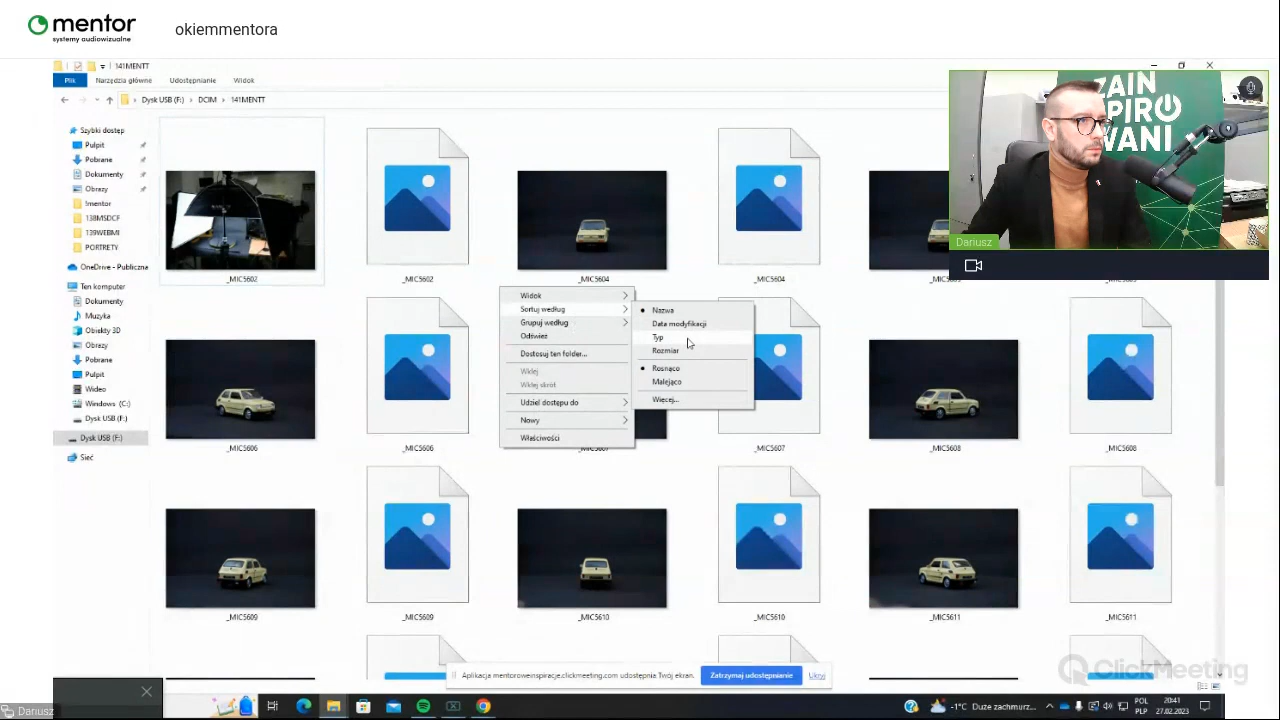 mentor
systemy audiowizualne
okiemmentora
141MENTT
Plik
Narzędzia główne
Udostępnianie
Widok
Dysk USB (F:) › DCIM › 141MENTT
Szybki dostęp
Pulpit
Pobrane
Dokumenty
Obrazy
!mentor
138MSDCF
139WEBMI
PORTRETY
OneDrive - Publiczna
Ten komputer
Dokumenty
Muzyka
Obiekty 3D
Obrazy
Pobrane
Pulpit
Wideo
Windows (C:)
Dysk USB (F:)
Dysk USB (F:)
Sieć
_MIC5602
_MIC5602
_MIC5604
_MIC5604
_MIC5606
_MIC5606
_MIC5607
_MIC5608
_MIC5608
_MIC5609
_MIC5609
_MIC5610
_MIC5610
_MIC5611
_MIC5611
Widok
Sortuj według
Grupuj według
Odśwież
Dostosuj ten folder...
Wklej
Wklej skrót
Udziel dostępu do
Nowy
Właściwości
Nazwa
Data modyfikacji
Typ
Rozmiar
Rosnąco
Malejąco
Więcej...
ZAIN
SPIRO
WANI
Dariusz
Aplikacja mentoroweinspiracje.clickmeeting.com udostępnia Twój ekran.
Zatrzymaj udostępnianie
Ukryj
ClickMeeting
Dariusz
-1°C Duże zachmurz...
POL
PLP
20:41
27.02.2023